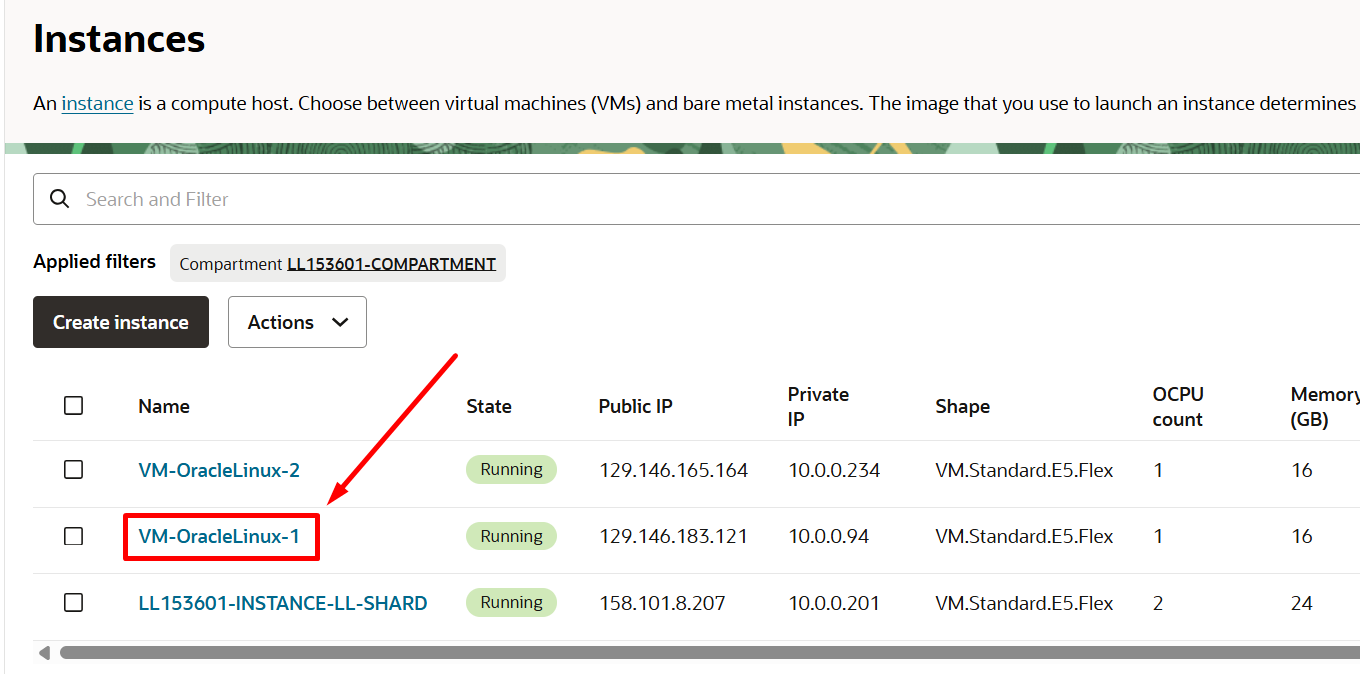 Instances
An instance is a compute host. Choose between virtual machines (VMs) and bare metal instances. The image that you use to launch an instance determines
Search and Filter
Applied filters Compartment LL153601-COMPARTMENT
Create instance Actions
Name State Public IP Private IP Shape OCPU count Memory (GB)
VM-OracleLinux-2 Running 129.146.165.164 10.0.0.234 VM.Standard.E5.Flex 1 16
VM-OracleLinux-1 Running 129.146.183.121 10.0.0.94 VM.Standard.E5.Flex 1 16
LL153601-INSTANCE-LL-SHARD Running 158.101.8.207 10.0.0.201 VM.Standard.E5.Flex 2 24